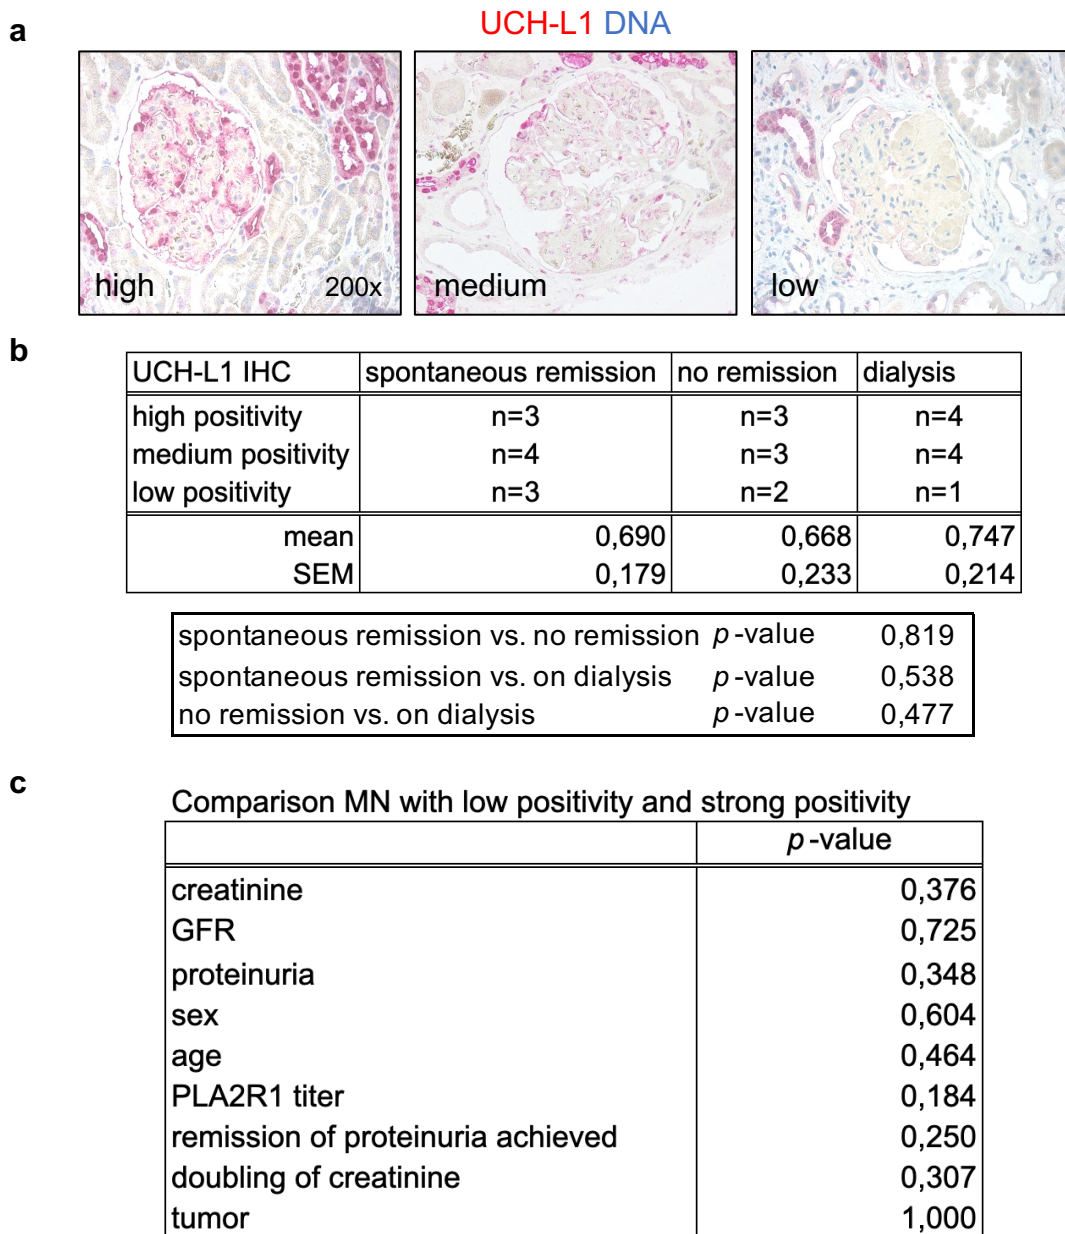 a
UCH-L1 DNA
high 200x medium low
b
UCH-L1 IHC spontaneous remission no remission dialysis
high positivity n=3 n=3 n=4
medium positivity n=4 n=3 n=4
low positivity n=3 n=2 n=1
mean 0,690 0,668 0,747
SEM 0,179 0,233 0,214
spontaneous remission vs. no remission p-value 0,819
spontaneous remission vs. on dialysis p-value 0,538
no remission vs. on dialysis p-value 0,477
c
Comparison MN with low positivity and strong positivity
p-value
creatinine 0,376
GFR 0,725
proteinuria 0,348
sex 0,604
age 0,464
PLA2R1 titer 0,184
remission of proteinuria achieved 0,250
doubling of creatinine 0,307
tumor 1,000